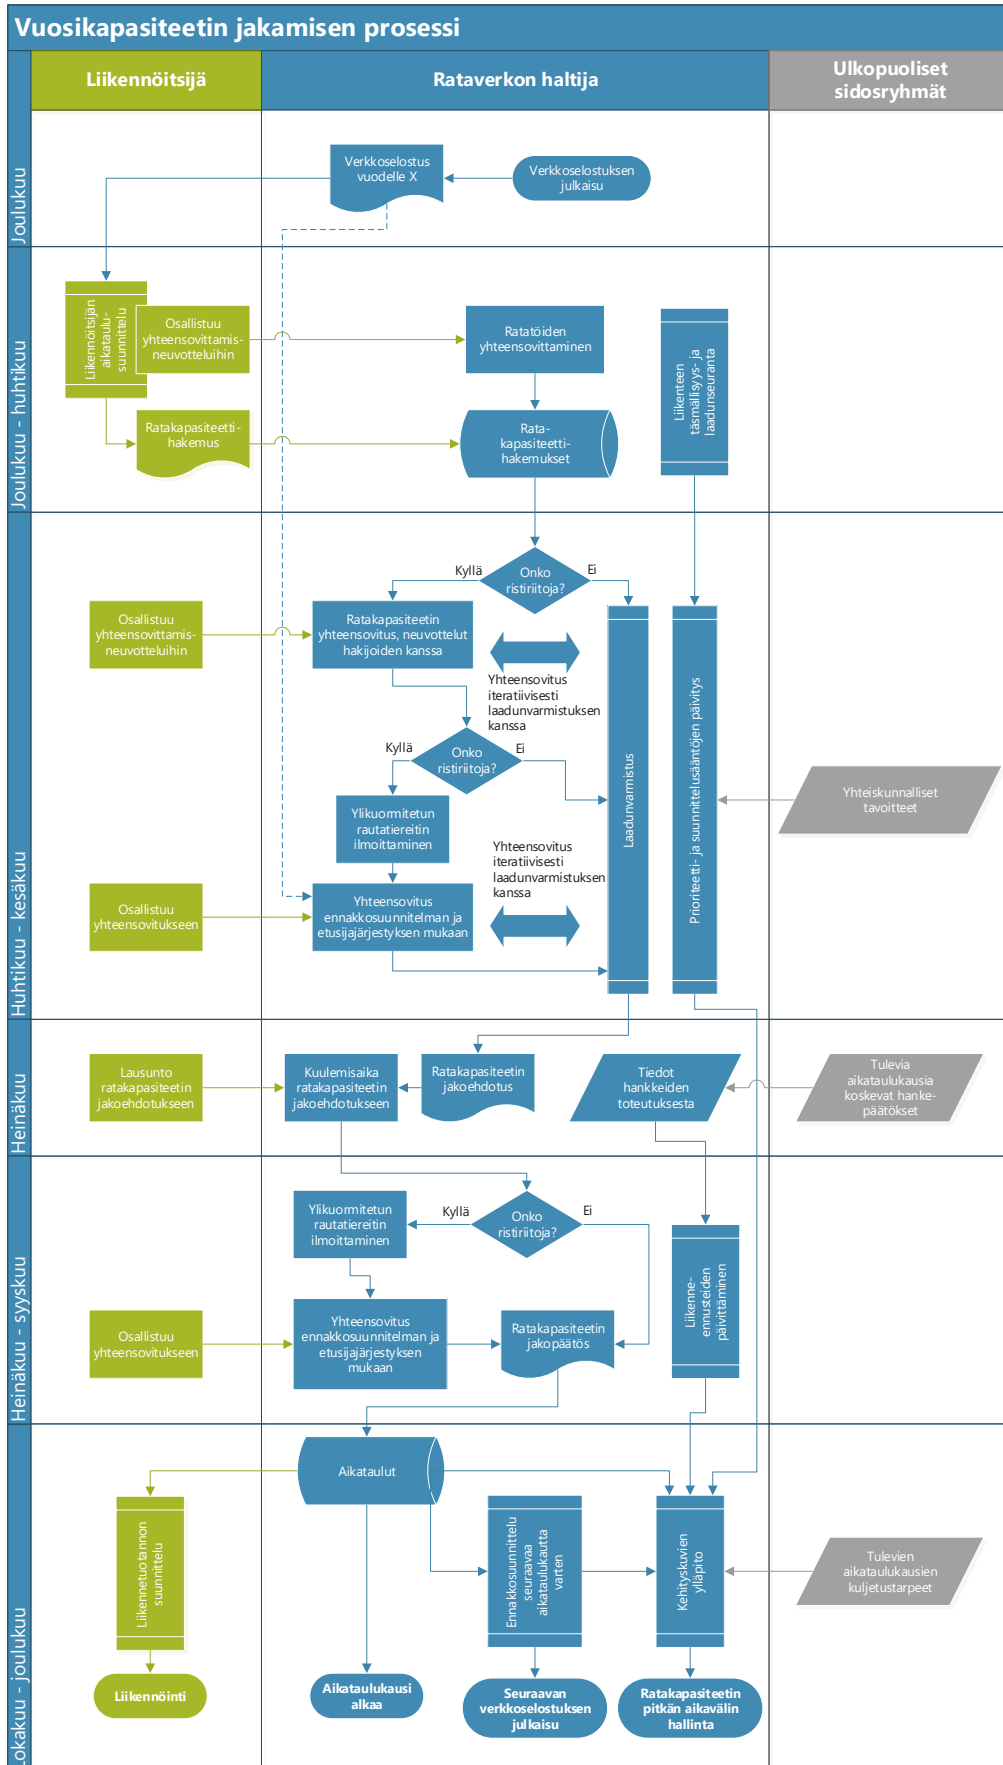 Vuosikapasiteetin jakamisen prosessi
Liikennöitsijä
Rataverkon haltija
Ulkopuoliset
sidosryhmät
Joulukuu
Verkkoselostus
vuodelle X
Verkkoselostuksen
julkaisu
Joulukuu - huhtikuu
Liikennöitsijän
aikataulu-
suunnittelu
Osallistuu
yhteensovittamis-
neuvotteluihin
Ratatöiden
yhteensovittaminen
Liikenteen
täsmällisyys- ja
laadunseuranta
Ratakapasiteetti-
hakemus
Rata-
kapasiteetti-
hakemukset
Huhtikuu - kesäkuu
Onko
ristiriitoja?
Kyllä
Ei
Osallistuu
yhteensovittamis-
neuvotteluihin
Ratakapasiteetin
yhteensovitus, neuvottelut
hakijoiden kanssa
Yhteensovitus
iteratiivisesti
laadunvarmistuksen
kanssa
Laadunvarmistus
Prioriteetti- ja suunnittelusääntöjen päivitys
Kyllä
Onko
ristiriitoja?
Ei
Yhteiskunnalliset
tavoitteet
Ylikuormitetun
rautatiereitin
ilmoittaminen
Yhteensovitus
iteratiivisesti
laadunvarmistuksen
kanssa
Osallistuu
yhteensovitukseen
Yhteensovitus
ennakkosuunnitelman ja
etusijajärjestyksen mukaan
Heinäkuu
Lausunto
ratakapasiteetin
jakoehdotukseen
Kuulemisaika
ratakapasiteetin
jakoehdotukseen
Ratakapasiteetin
jakoehdotus
Tiedot
hankkeiden
toteutuksesta
Tulevia
aikataulukausia
koskevat hanke-
päätökset
Heinäkuu - syyskuu
Ylikuormitetun
rautatiereitin
ilmoittaminen
Kyllä
Onko
ristiriitoja?
Ei
Liikenne-
ennusteiden
päivittäminen
Osallistuu
yhteensovitukseen
Yhteensovitus
ennakkosuunnitelman ja
etusijajärjestyksen
mukaan
Ratakapasiteetin
jakopäätös
Lokakuu - joulukuu
Aikataulut
Liikennetuotannon
suunnittelu
Ennakkosuunnittelu
seuraavaa
aikataulukautta
varten
Kehityskuvien
ylläpito
Tulevien
aikataulukausien
kuljetustarpeet
Liikennöinti
Aikataulukausi
alkaa
Seuraavan
verkkoselostuksen
julkaisu
Ratakapasiteetin
pitkän aikavälin
hallinta